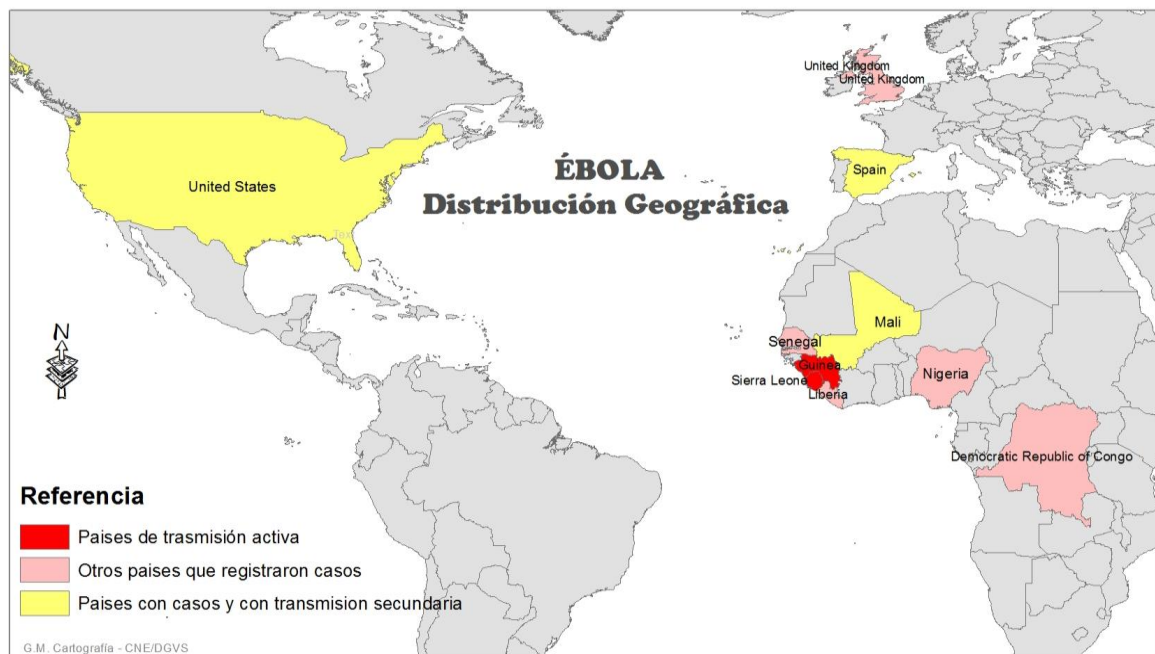 ÉBOLA
Distribución Geográfica
United States
Tex
United Kingdom
United Kingdom
Spain
Mali
Senegal
Guinea
Sierra Leone
Liberia
Nigeria
Democratic Republic of Congo
N
Referencia
Paises de trasmisión activa
Otros paises que registraron casos
Paises con casos y con transmision secundaria
G.M. Cartografía - CNE/DGVS